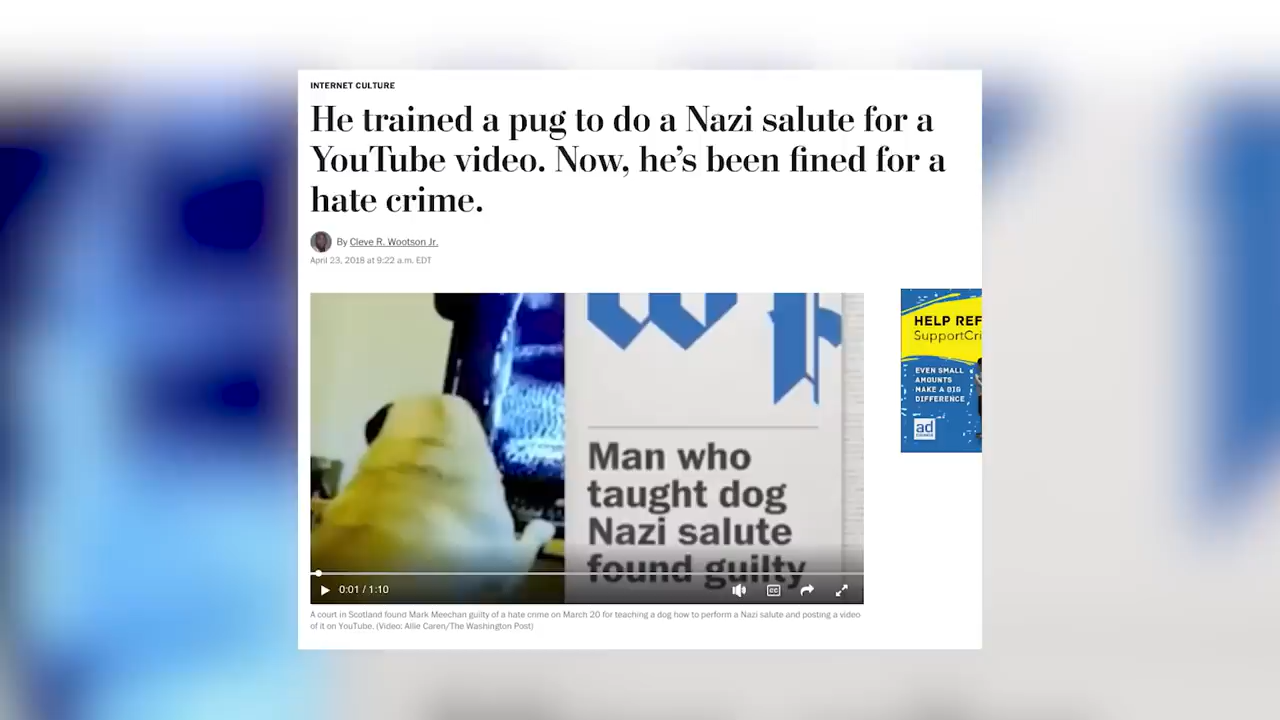 INTERNET CULTURE
He trained a pug to do a Nazi salute for a
YouTube video. Now, he's been fined for a
hate crime.
By Cleve R. Wootson Jr.
April 23, 2018 at 9:22 a.m. EDT
wp
Man who
taught dog
Nazi salute
found guilty
0:01 / 1:10
CC
HELP REF
SupportCri
EVEN SMALL
AMOUNTS
MAKE A BIG
DIFFERENCE
ad
A court in Scotland found Mark Meechan guilty of a hate crime on March 20 for teaching a dog how to perform a Nazi salute and posting a video
of it on YouTube. (Video: Allie Caren/The Washington Post)